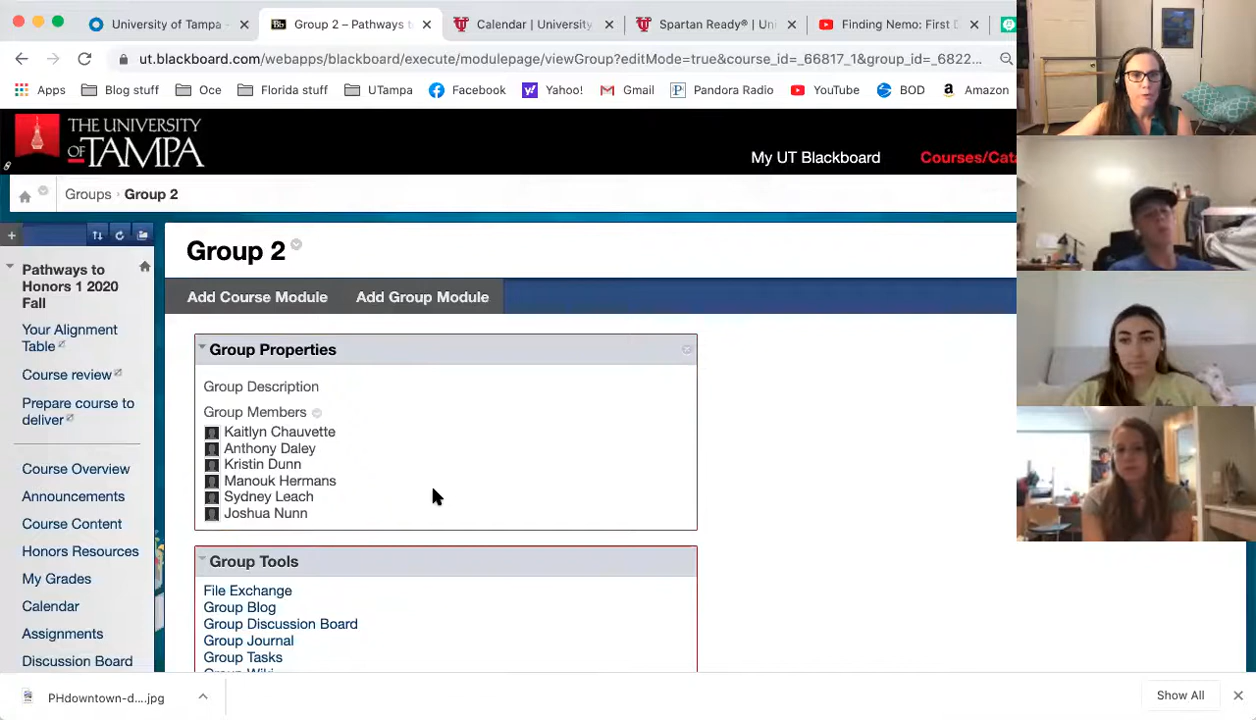 University of Tampa -
Group 2 – Pathways t
Calendar | University
Spartan Ready® | Uni
Finding Nemo: First D
ut.blackboard.com/webapps/blackboard/execute/modulepage/viewGroup?editMode=true&course_id=_66817_1&group_id=_6822...
Apps
Blog stuff
Oce
Florida stuff
UTampa
Facebook
Yahoo!
Gmail
Pandora Radio
YouTube
BOD
Amazon
THE UNIVERSITY
OF TAMPA
My UT Blackboard
Courses/Cata
Groups
Group 2
Pathways to
Honors 1 2020
Fall
Your Alignment
Table
Course review
Prepare course to
deliver
Course Overview
Announcements
Course Content
Honors Resources
My Grades
Calendar
Assignments
Discussion Board
Group 2
Add Course Module
Add Group Module
Group Properties
Group Description
Group Members
Kaitlyn Chauvette
Anthony Daley
Kristin Dunn
Manouk Hermans
Sydney Leach
Joshua Nunn
Group Tools
File Exchange
Group Blog
Group Discussion Board
Group Journal
Group Tasks
Group Wiki
PHdowntown-d....jpg
Show All